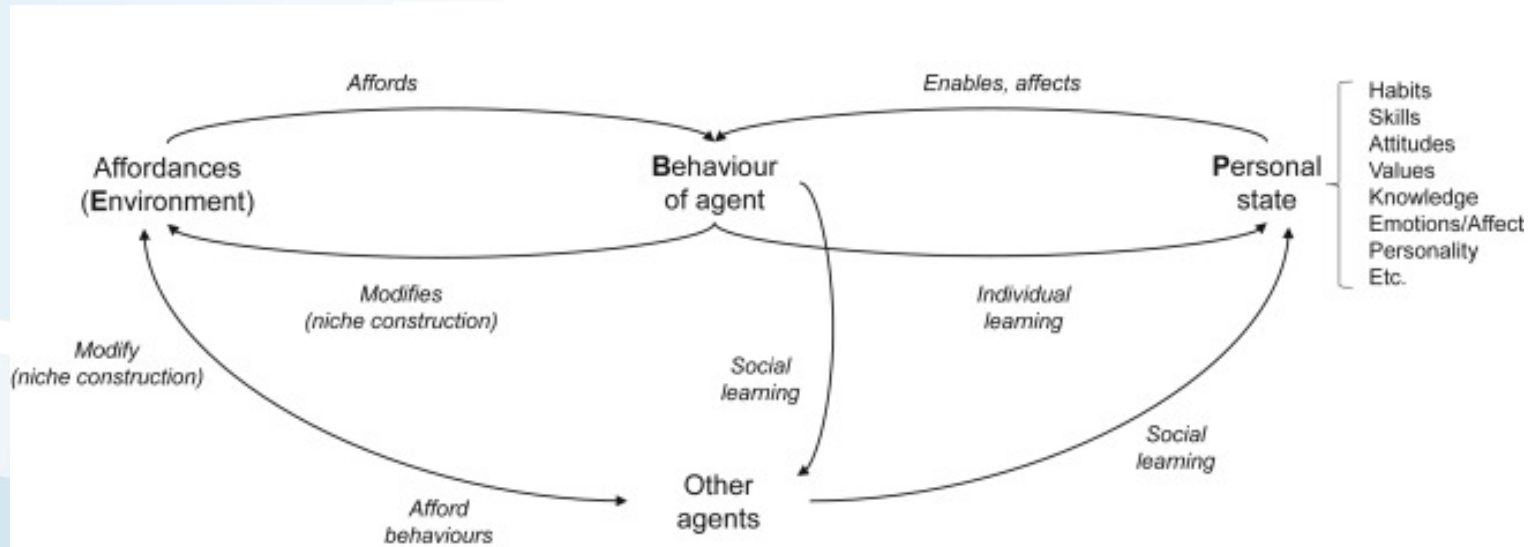 Affords
Enables, affects
Affordances
(Environment)
Behaviour
of agent
Personal
state
Habits
Skills
Attitudes
Values
Knowledge
Emotions/Affect
Personality
Etc.
Modifies
(niche construction)
Individual
learning
Modify
(niche construction)
Social
learning
Social
learning
Other
agents
Afford
behaviours